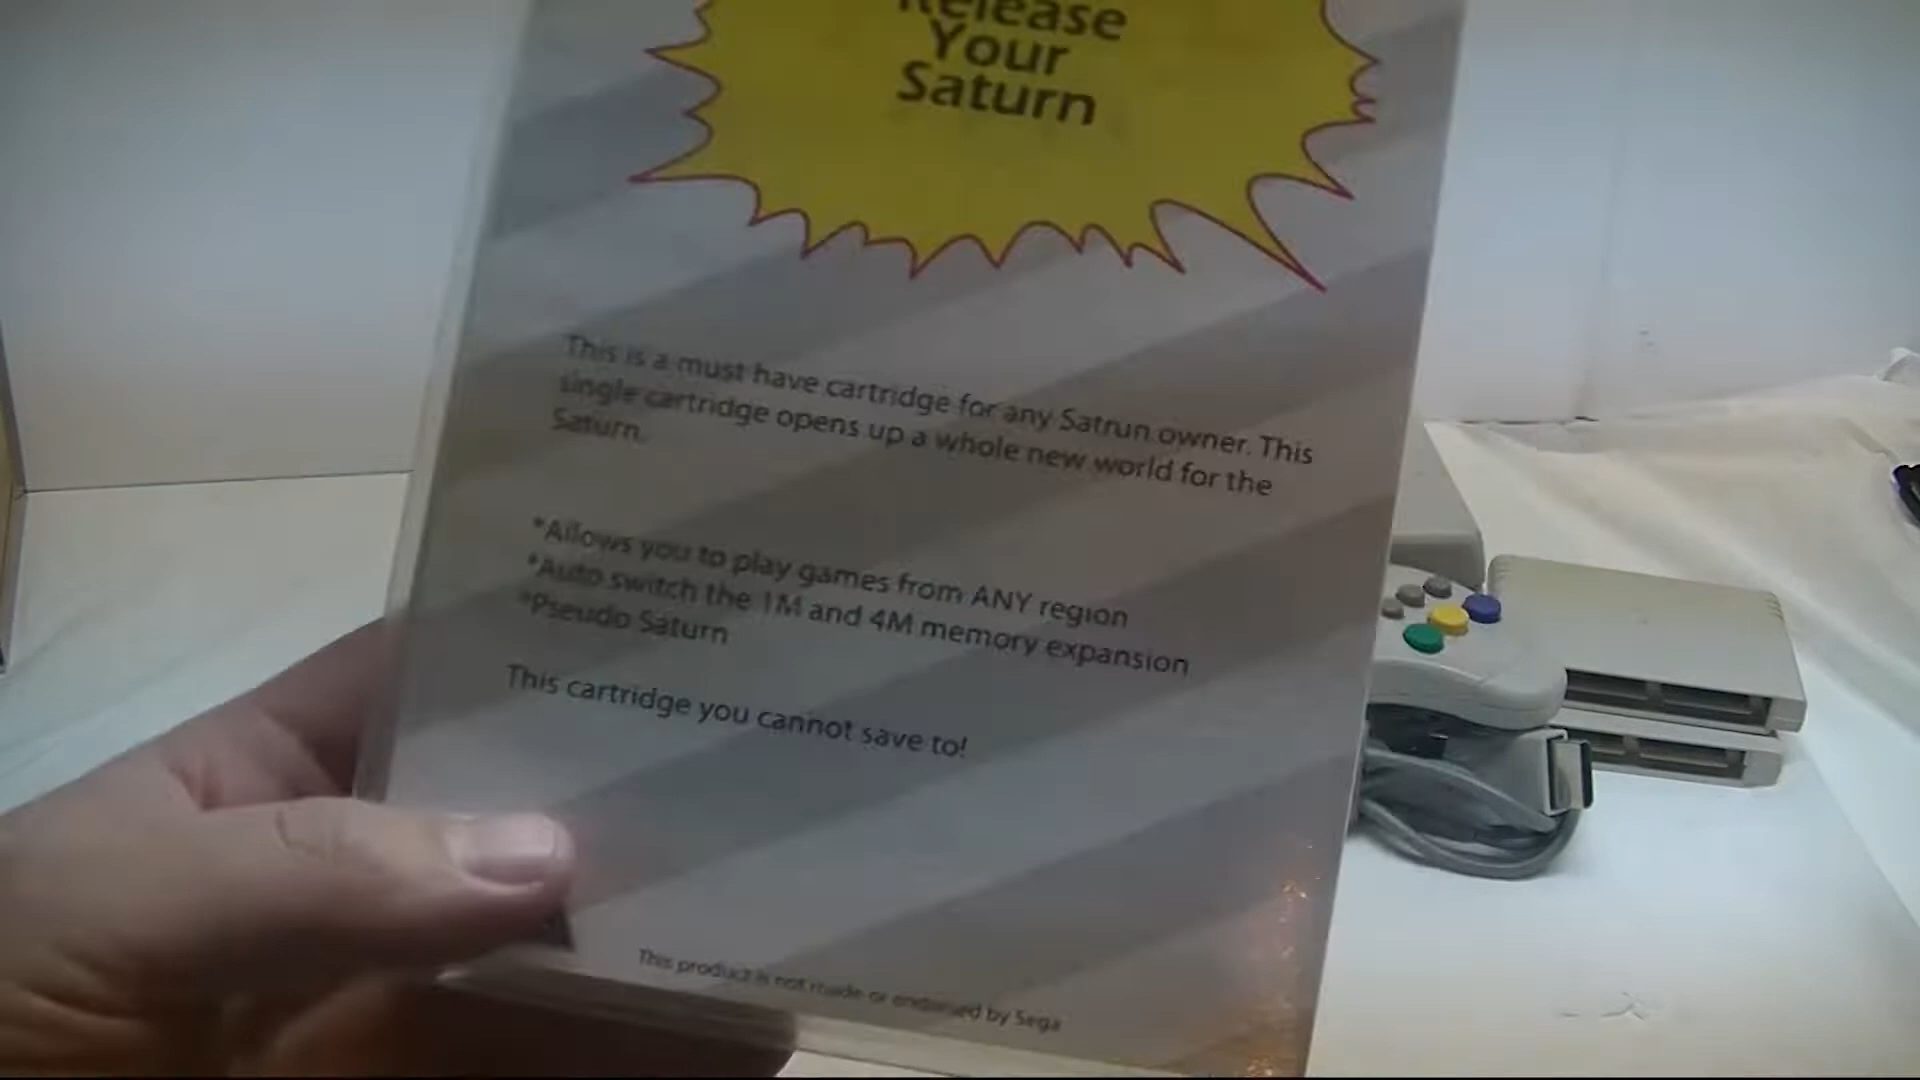 Release
Your
Saturn
This is a must have cartridge for any Satrun owner. This
single cartridge opens up a whole new world for the
Saturn.
*Allows you to play games from ANY region
*Auto switch the 1M and 4M memory expansion
*Pseudo Saturn
This cartridge you cannot save to!
This product is not made or endorsed by Sega